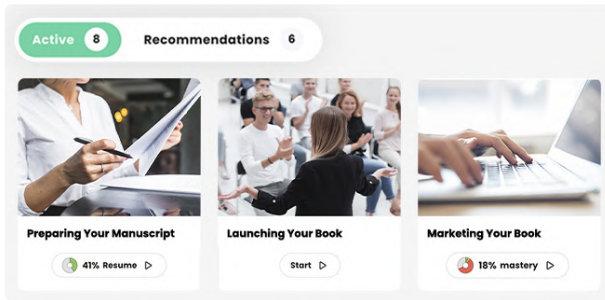 Active 8
Recommendations 6
Preparing Your Manuscript
Launching Your Book
Marketing Your Book
41% Resume
Start
18% mastery